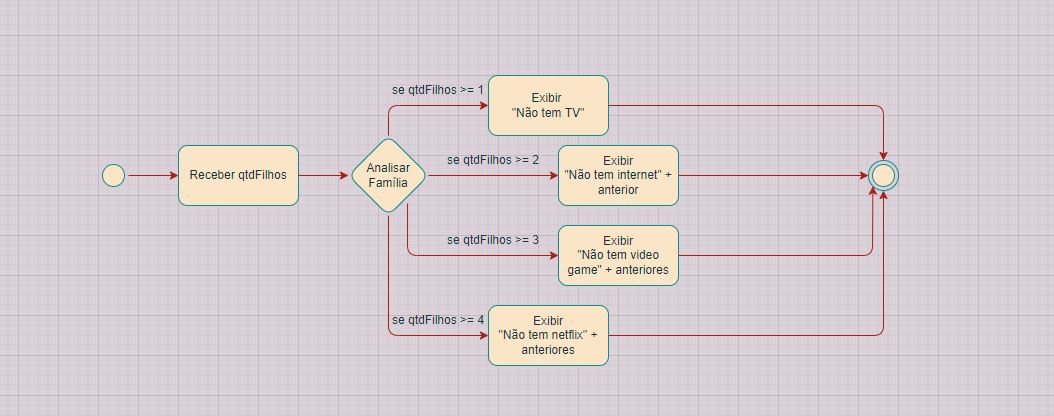 se qtdFilhos >= 1
Exibir
"Não tem TV"
Receber qtdFilhos
Analisar
Família
se qtdFilhos >= 2
Exibir
"Não tem internet" +
anterior
se qtdFilhos >= 3
Exibir
"Não tem video
game" + anteriores
se qtdFilhos >= 4
Exibir
"Não tem netflix" +
anteriores